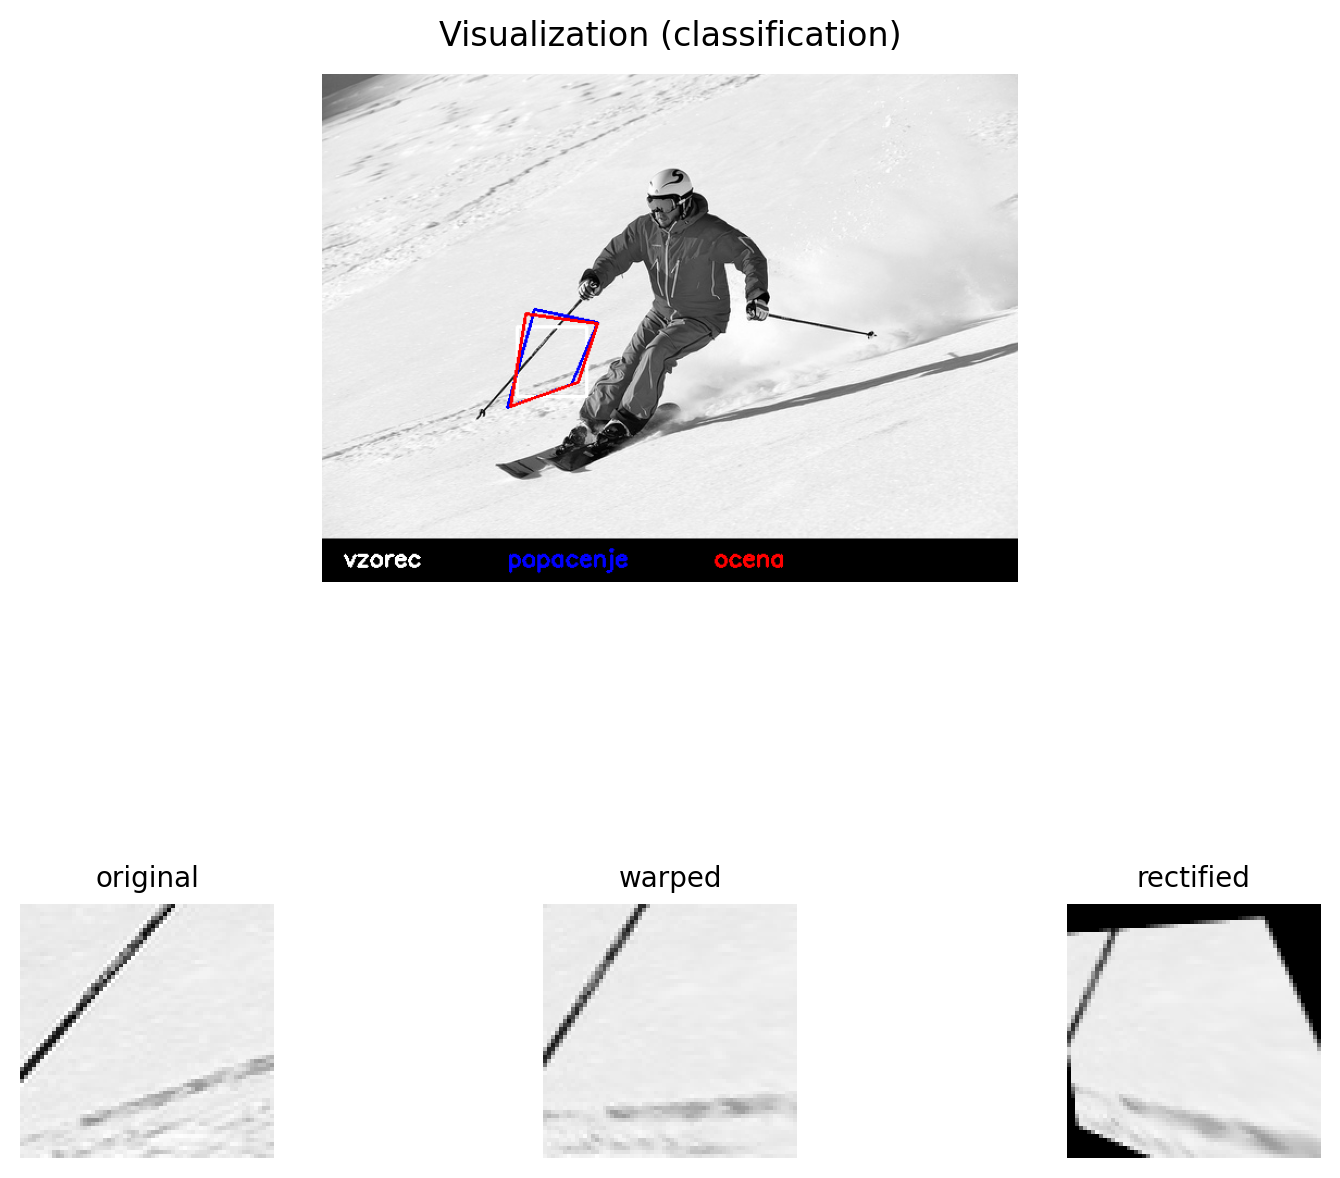 Visualization (classification)
vzorec popacenje ocena
original warped rectified